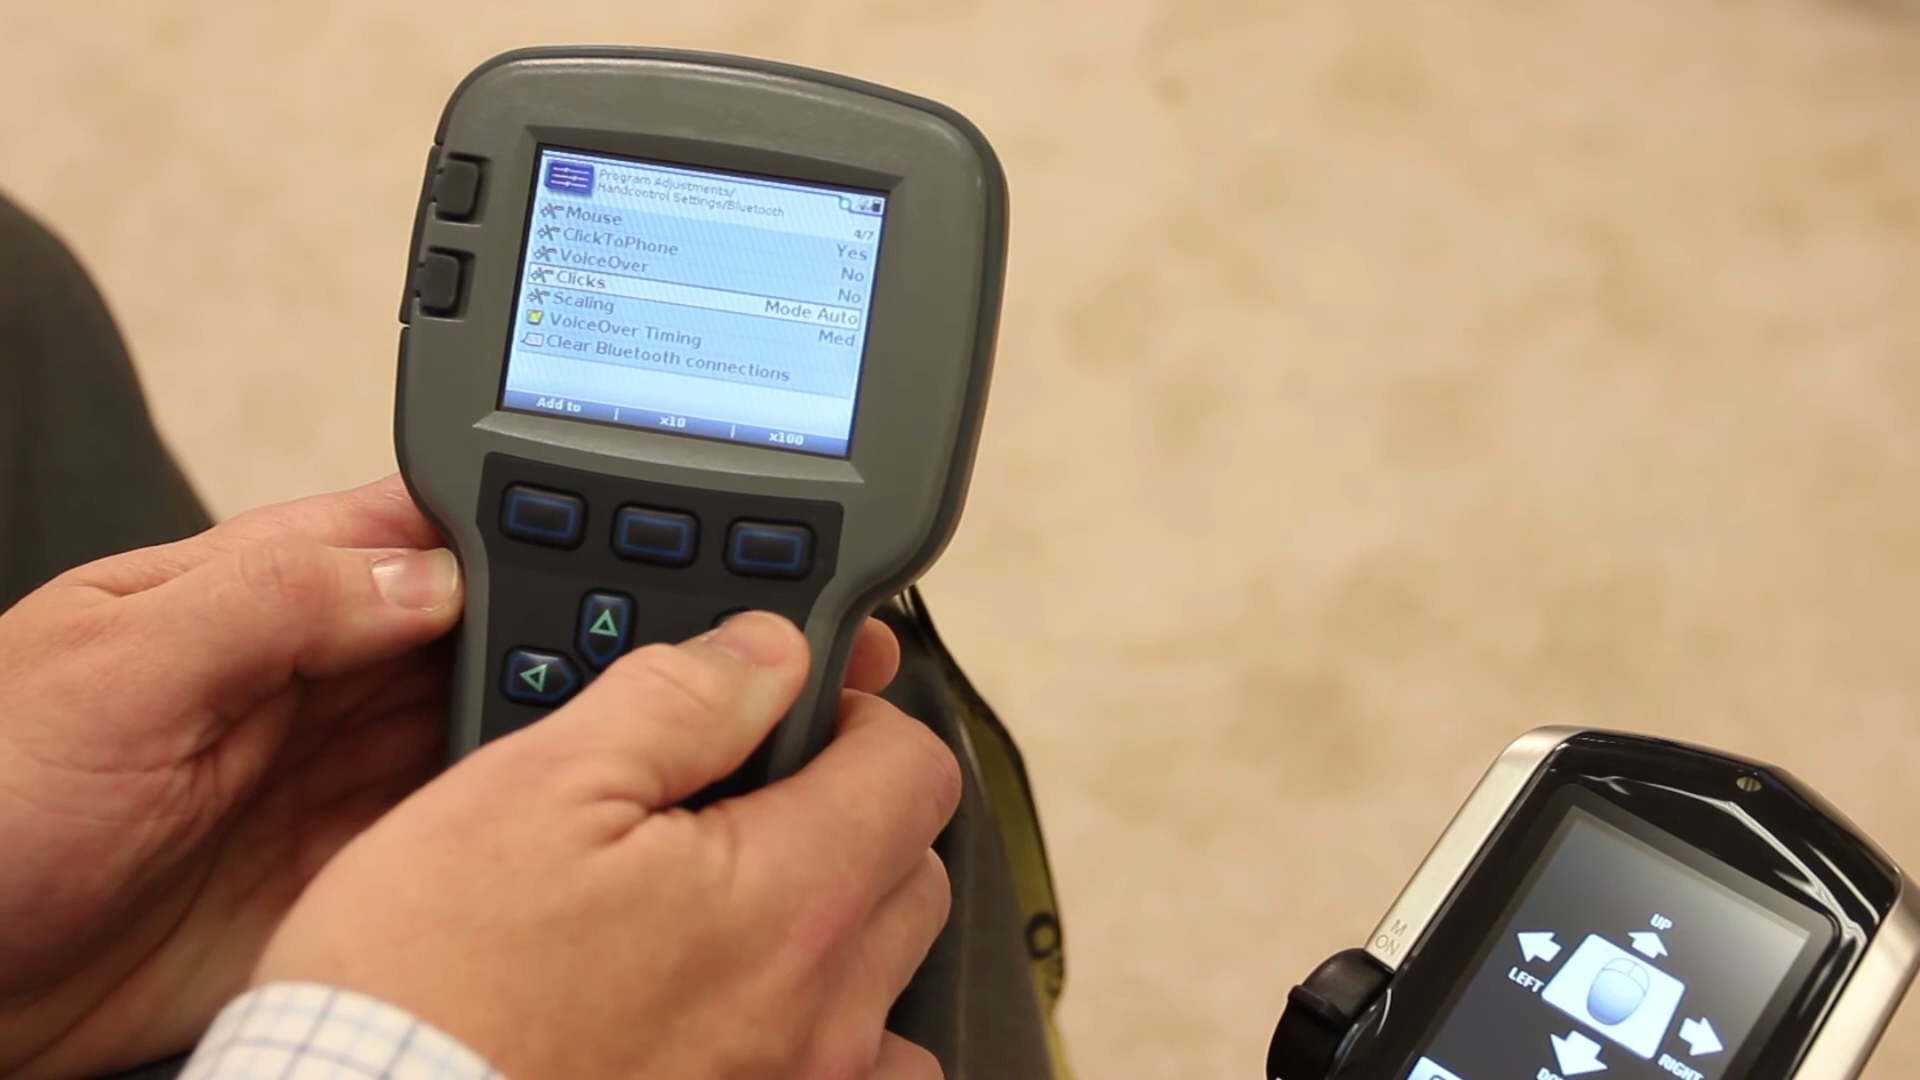 Program Adjustments/
Handcontrol Settings/Bluetooth
4/7
Mouse Yes
ClickToPhone No
VoiceOver No
Clicks Mode Auto
Scaling Med
VoiceOver Timing
Clear Bluetooth connections
Add to | x10 | x100
M
ON
UP
LEFT
RIGHT